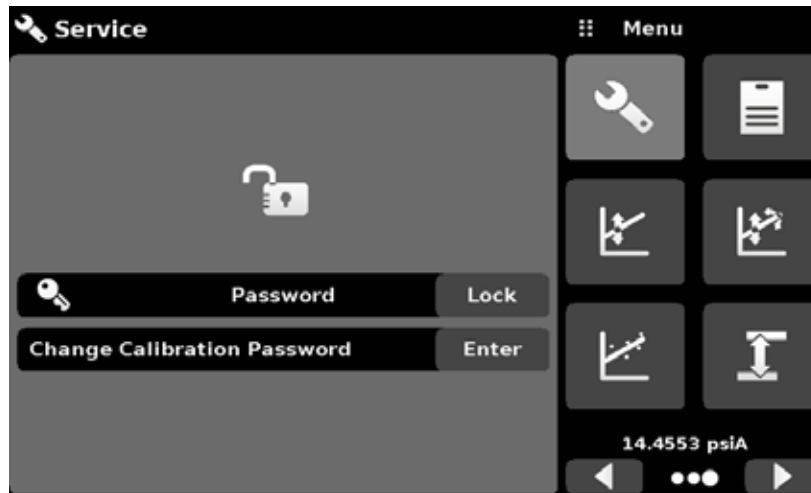 Service
Menu
Password
Lock
Change Calibration Password
Enter
14.4553 psiA